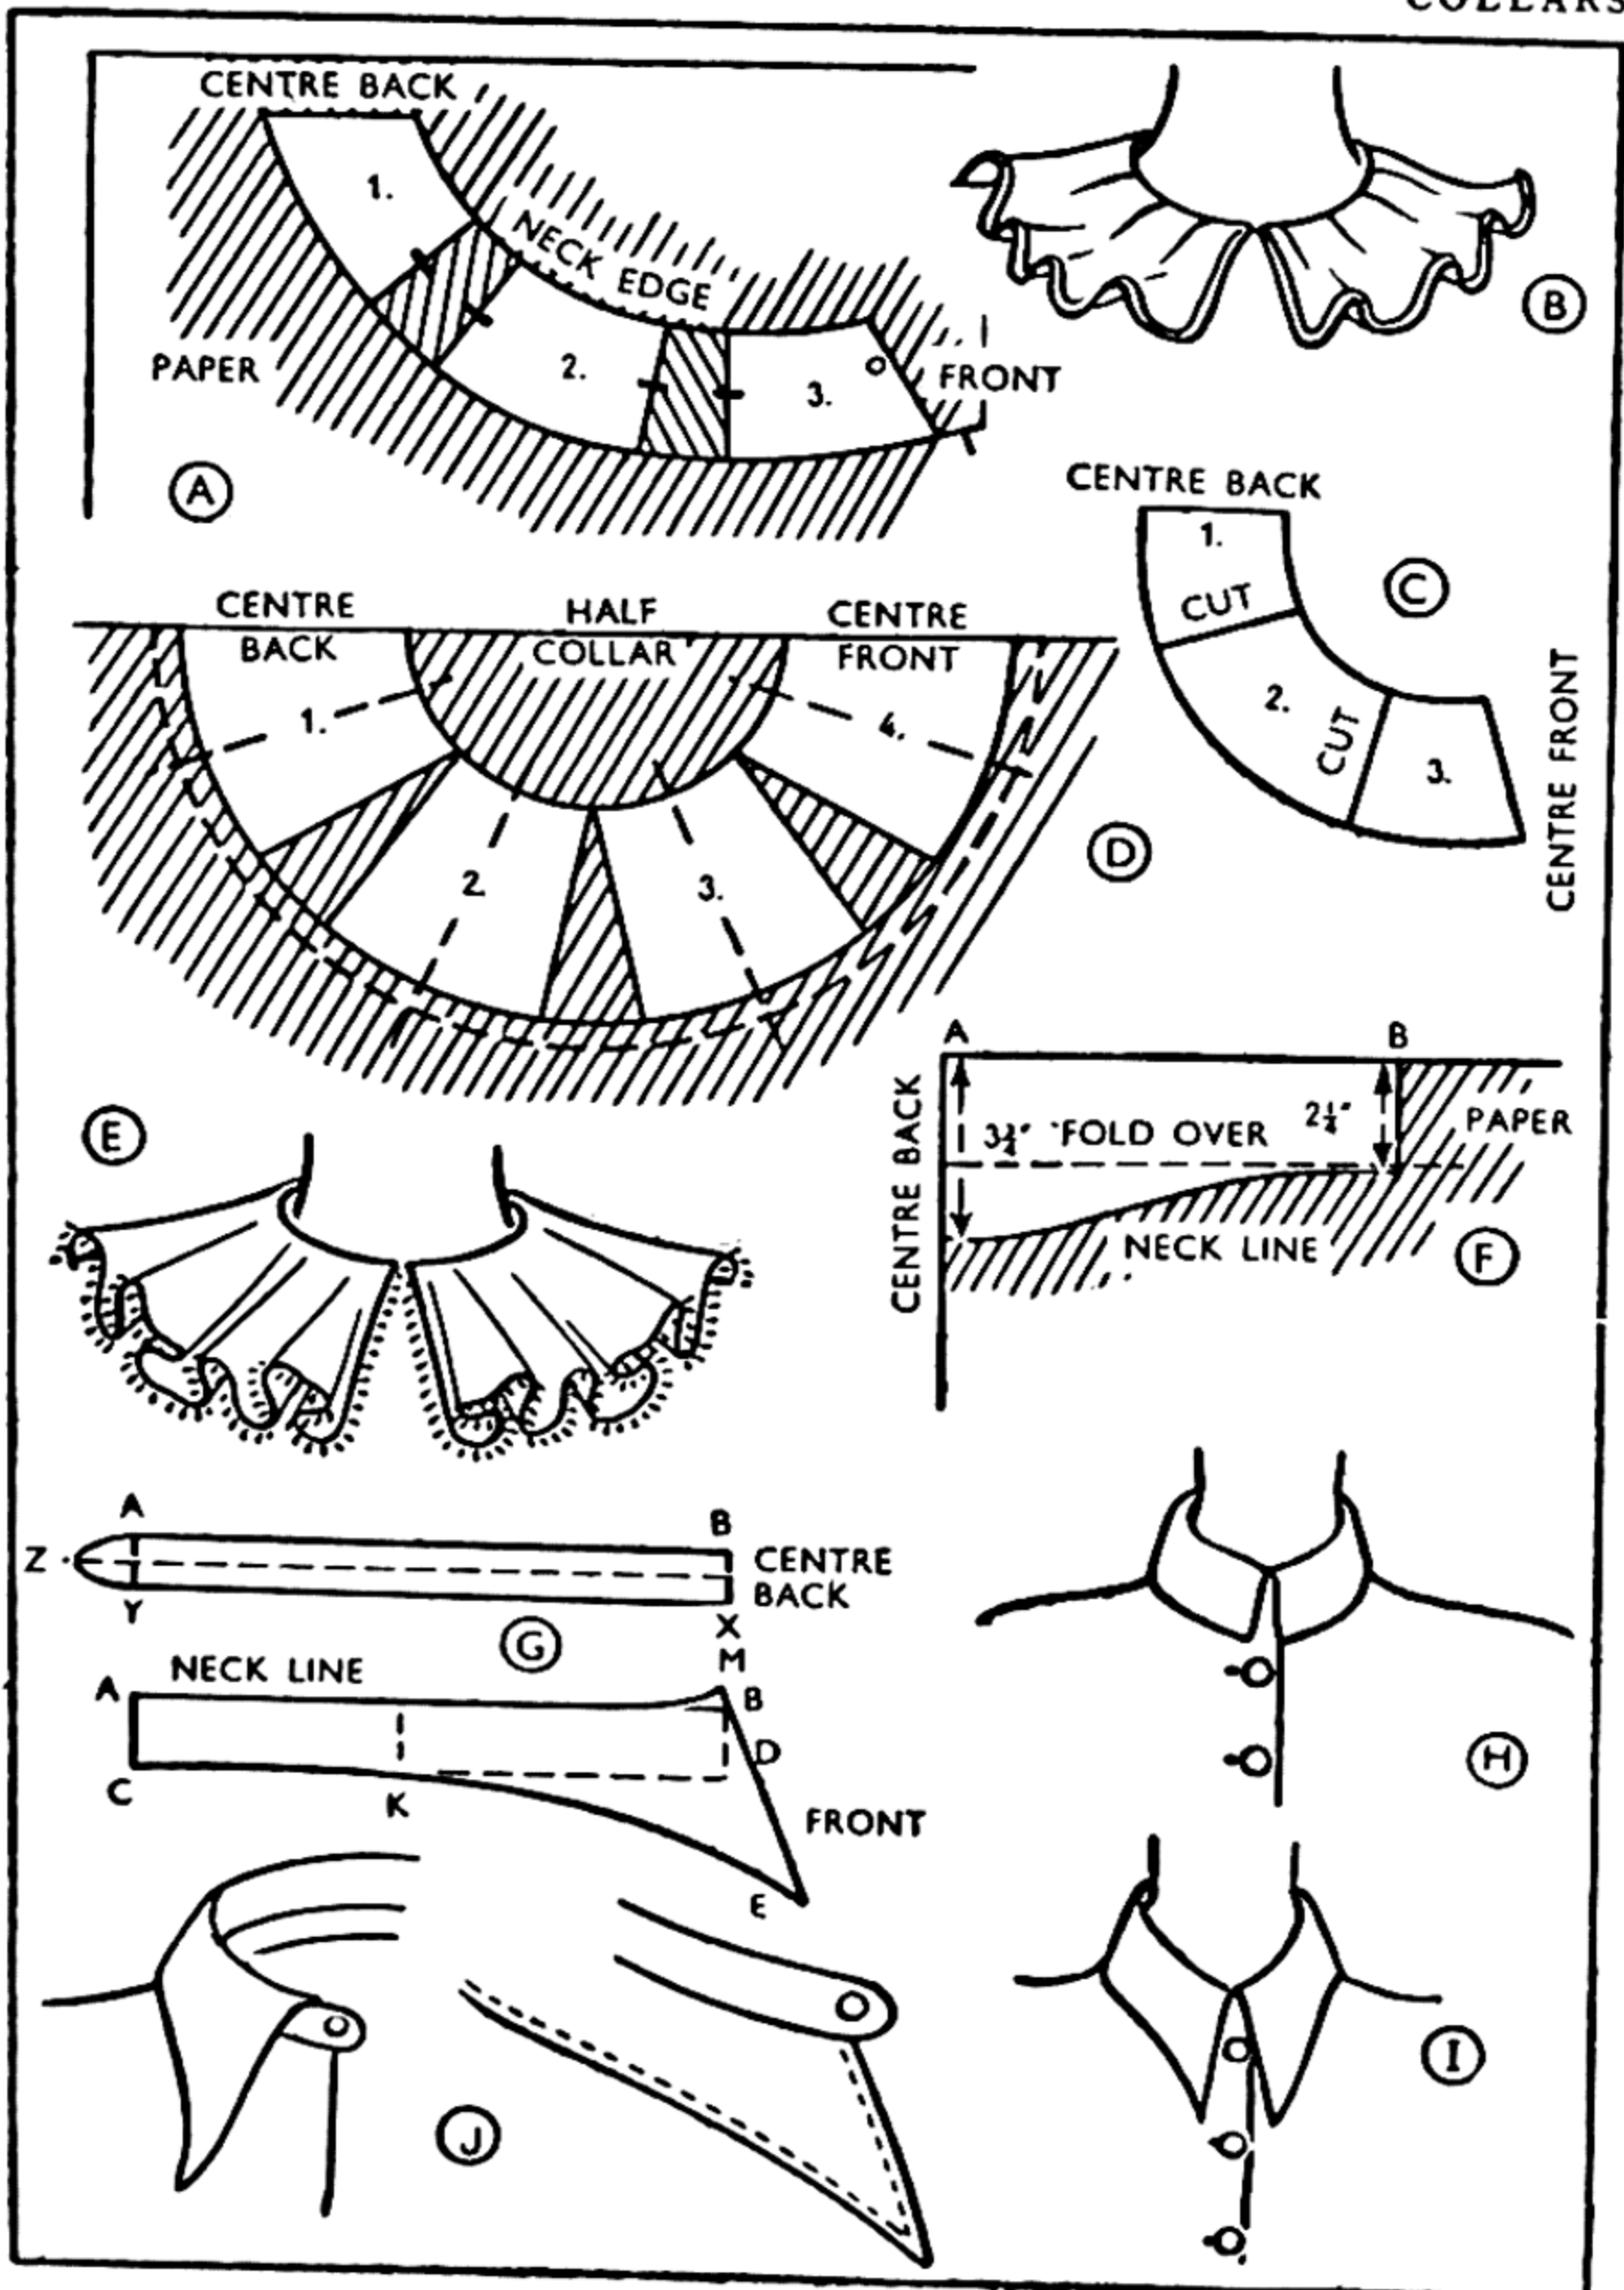 COLLARS
CENTRE BACK
1.
NECK EDGE
PAPER
2.
3.
FRONT
A
B
CENTRE BACK
1.
CUT
C
2.
CUT
3.
CENTRE FRONT
CENTRE
BACK
HALF
COLLAR
CENTRE
FRONT
1.
4.
2.
3.
D
E
A
B
CENTRE BACK
3¾" FOLD OVER
2¼"
PAPER
NECK LINE
F
A
B
Z
CENTRE
BACK
Y
X
G
M
NECK LINE
A
B
D
C
K
FRONT
E
H
I
J